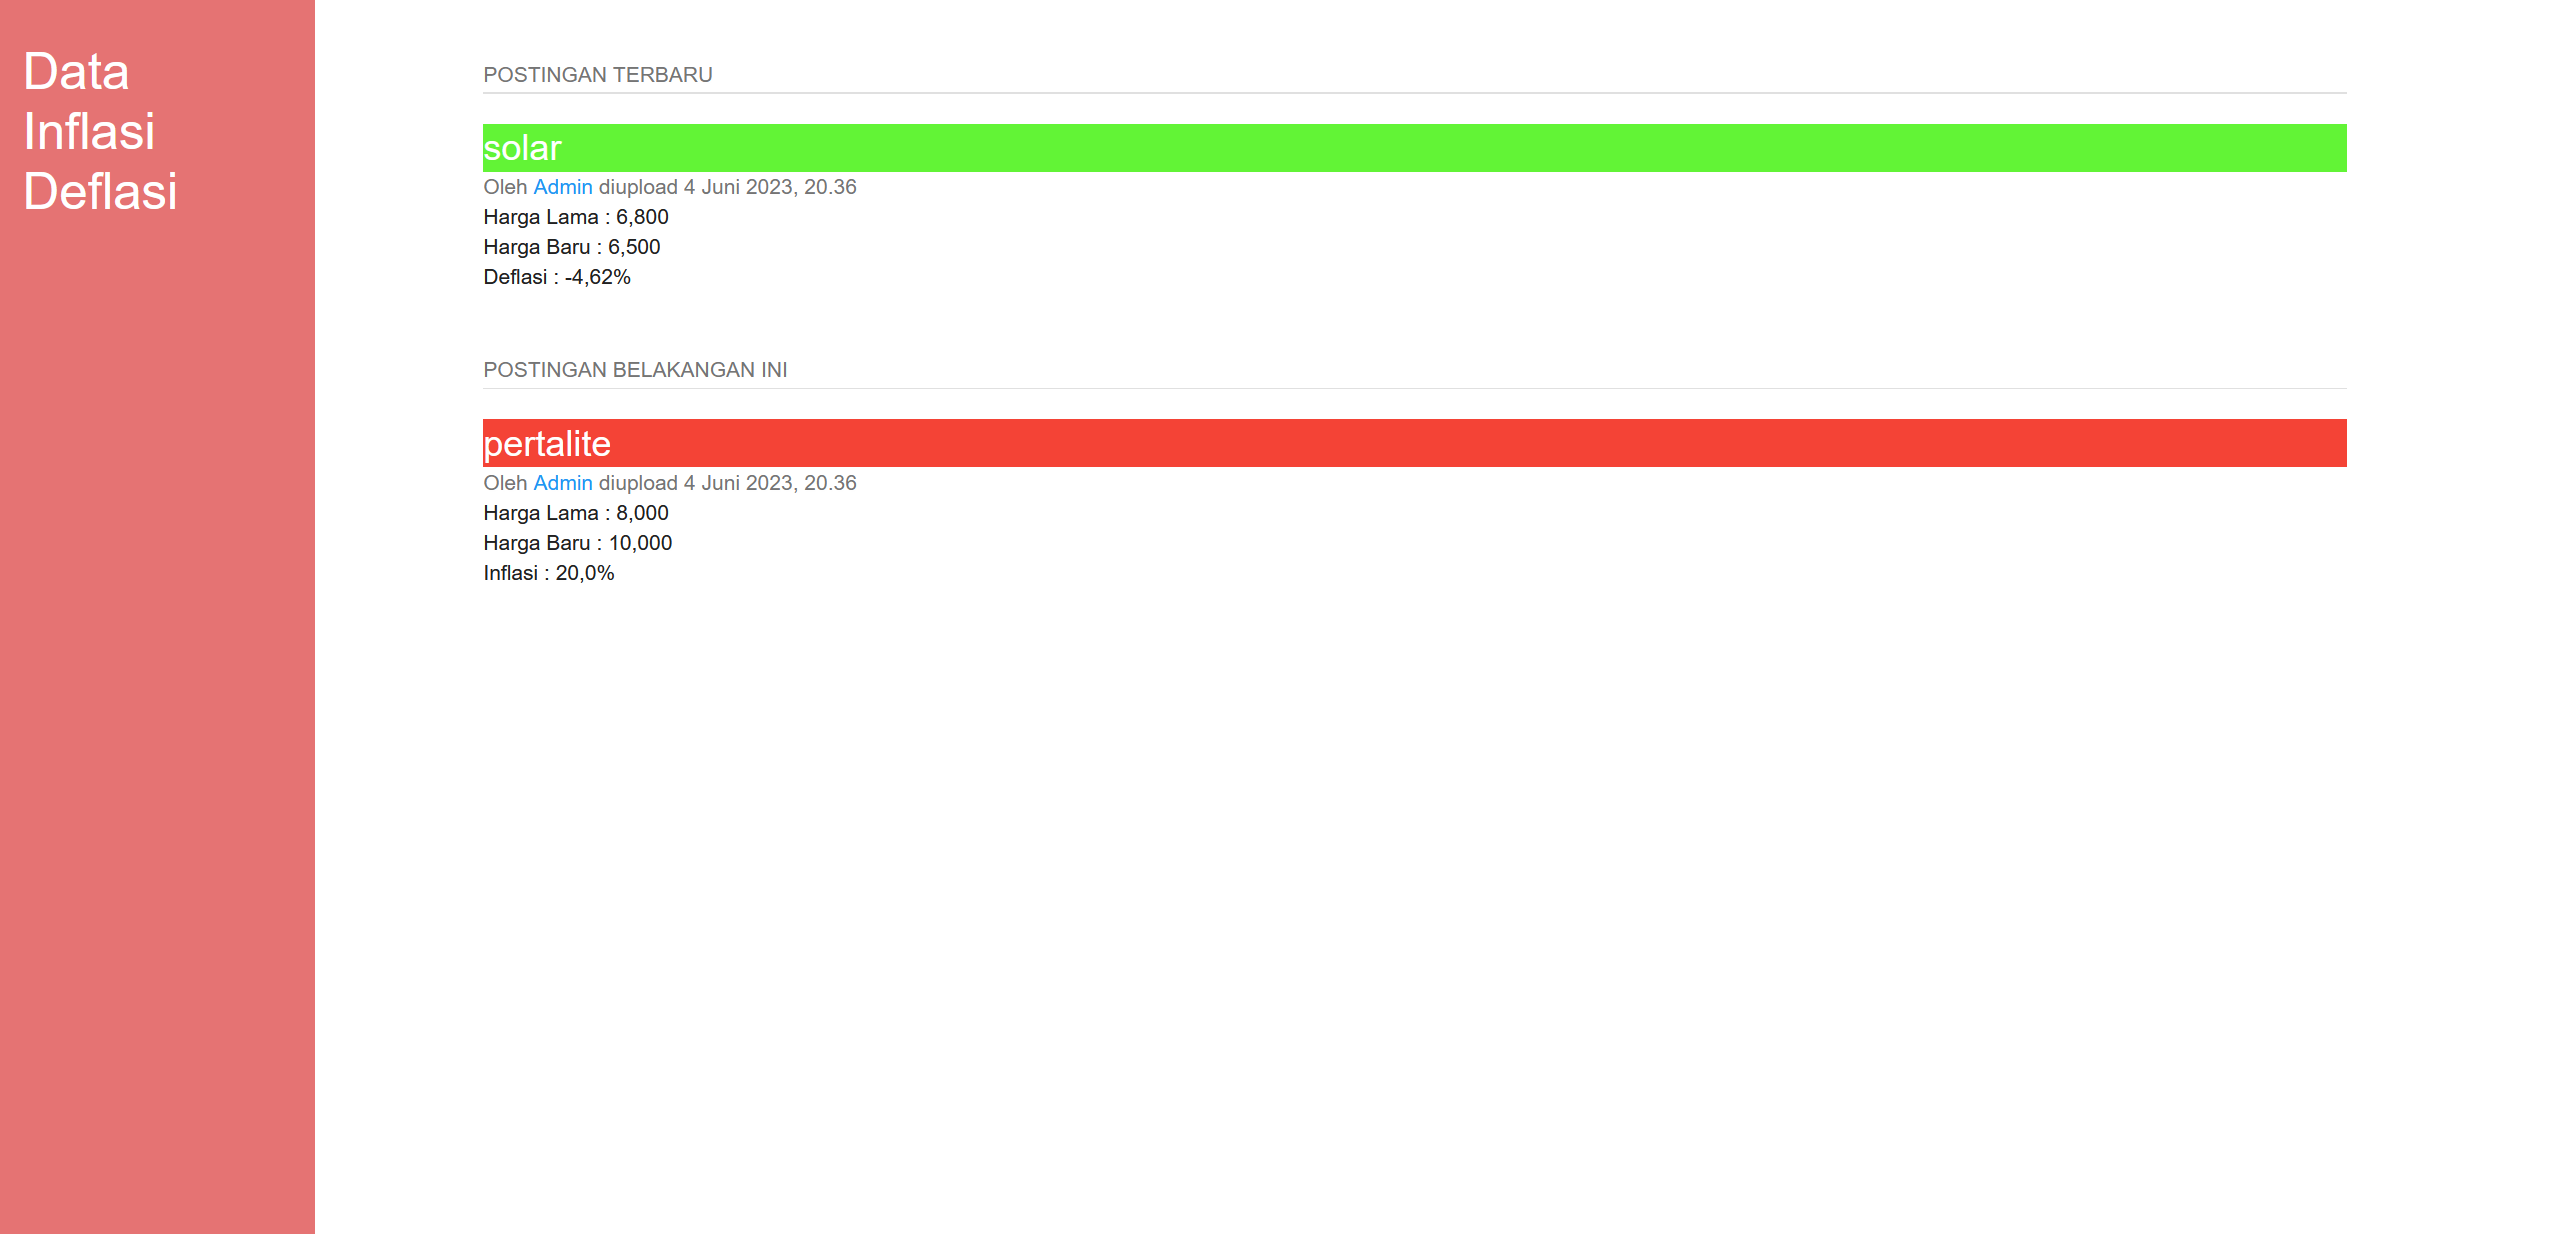 Data
Inflasi
Deflasi
POSTINGAN TERBARU
solar
Oleh Admin diupload 4 Juni 2023, 20.36
Harga Lama : 6,800
Harga Baru : 6,500
Deflasi : -4,62%
POSTINGAN BELAKANGAN INI
pertalite
Oleh Admin diupload 4 Juni 2023, 20.36
Harga Lama : 8,000
Harga Baru : 10,000
Inflasi : 20,0%